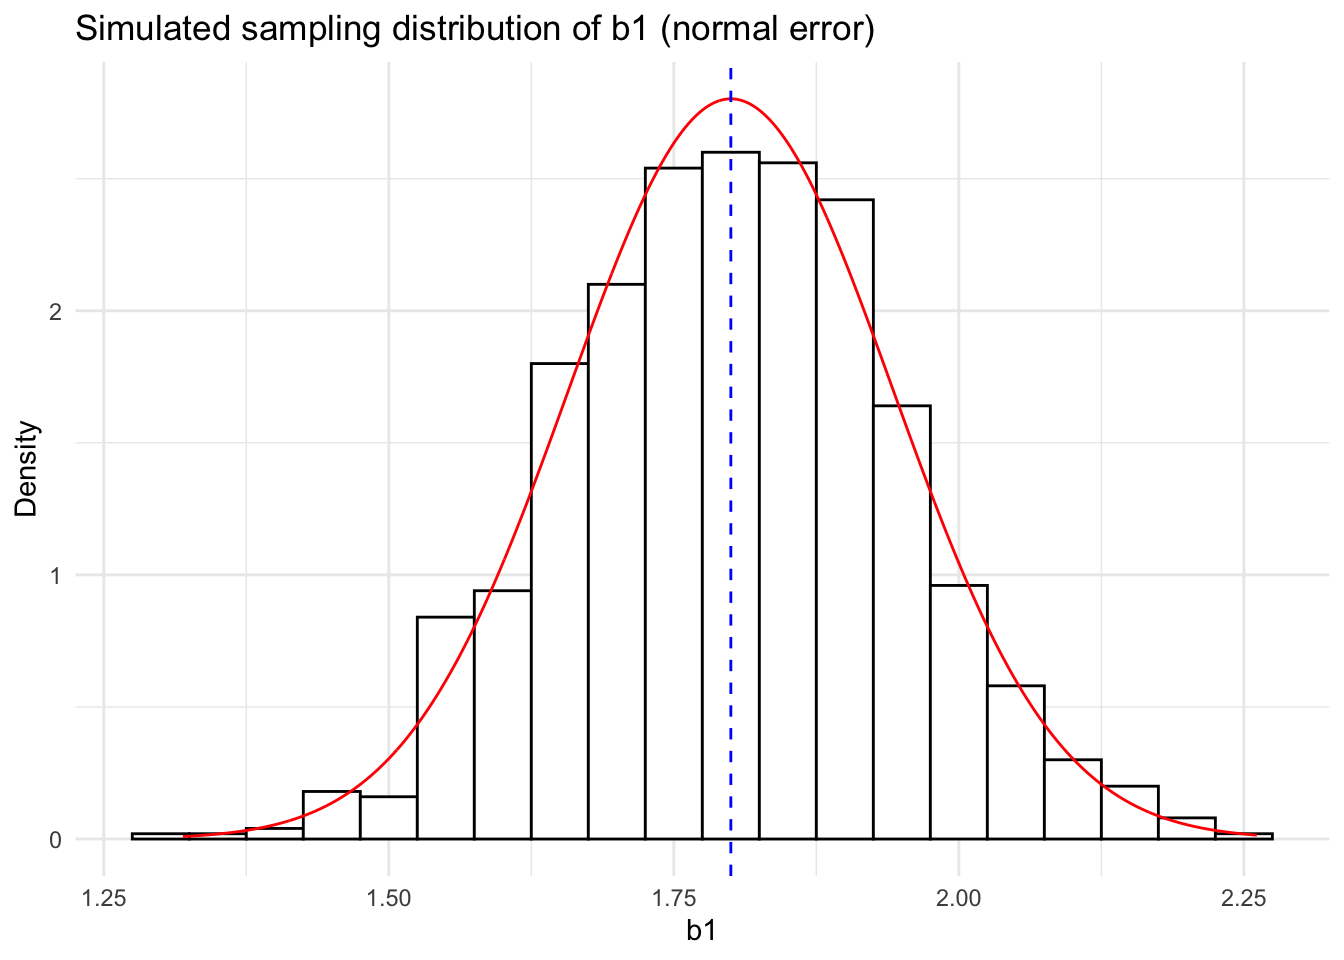 Simulated sampling distribution of b1 (normal error)
Density
2
1
0
1.25 1.50 1.75 2.00 2.25
b1